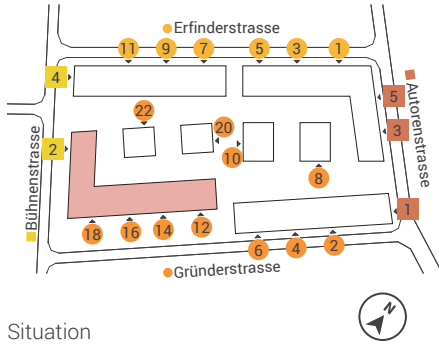 Erfinderstrasse
11 9 7 5 3 1
4
5
22
20
3
Autorenstrasse
2
10
8
Bühnenstrasse
18 16 14 12
1
6 4 2
Gründerstrasse
Situation
N